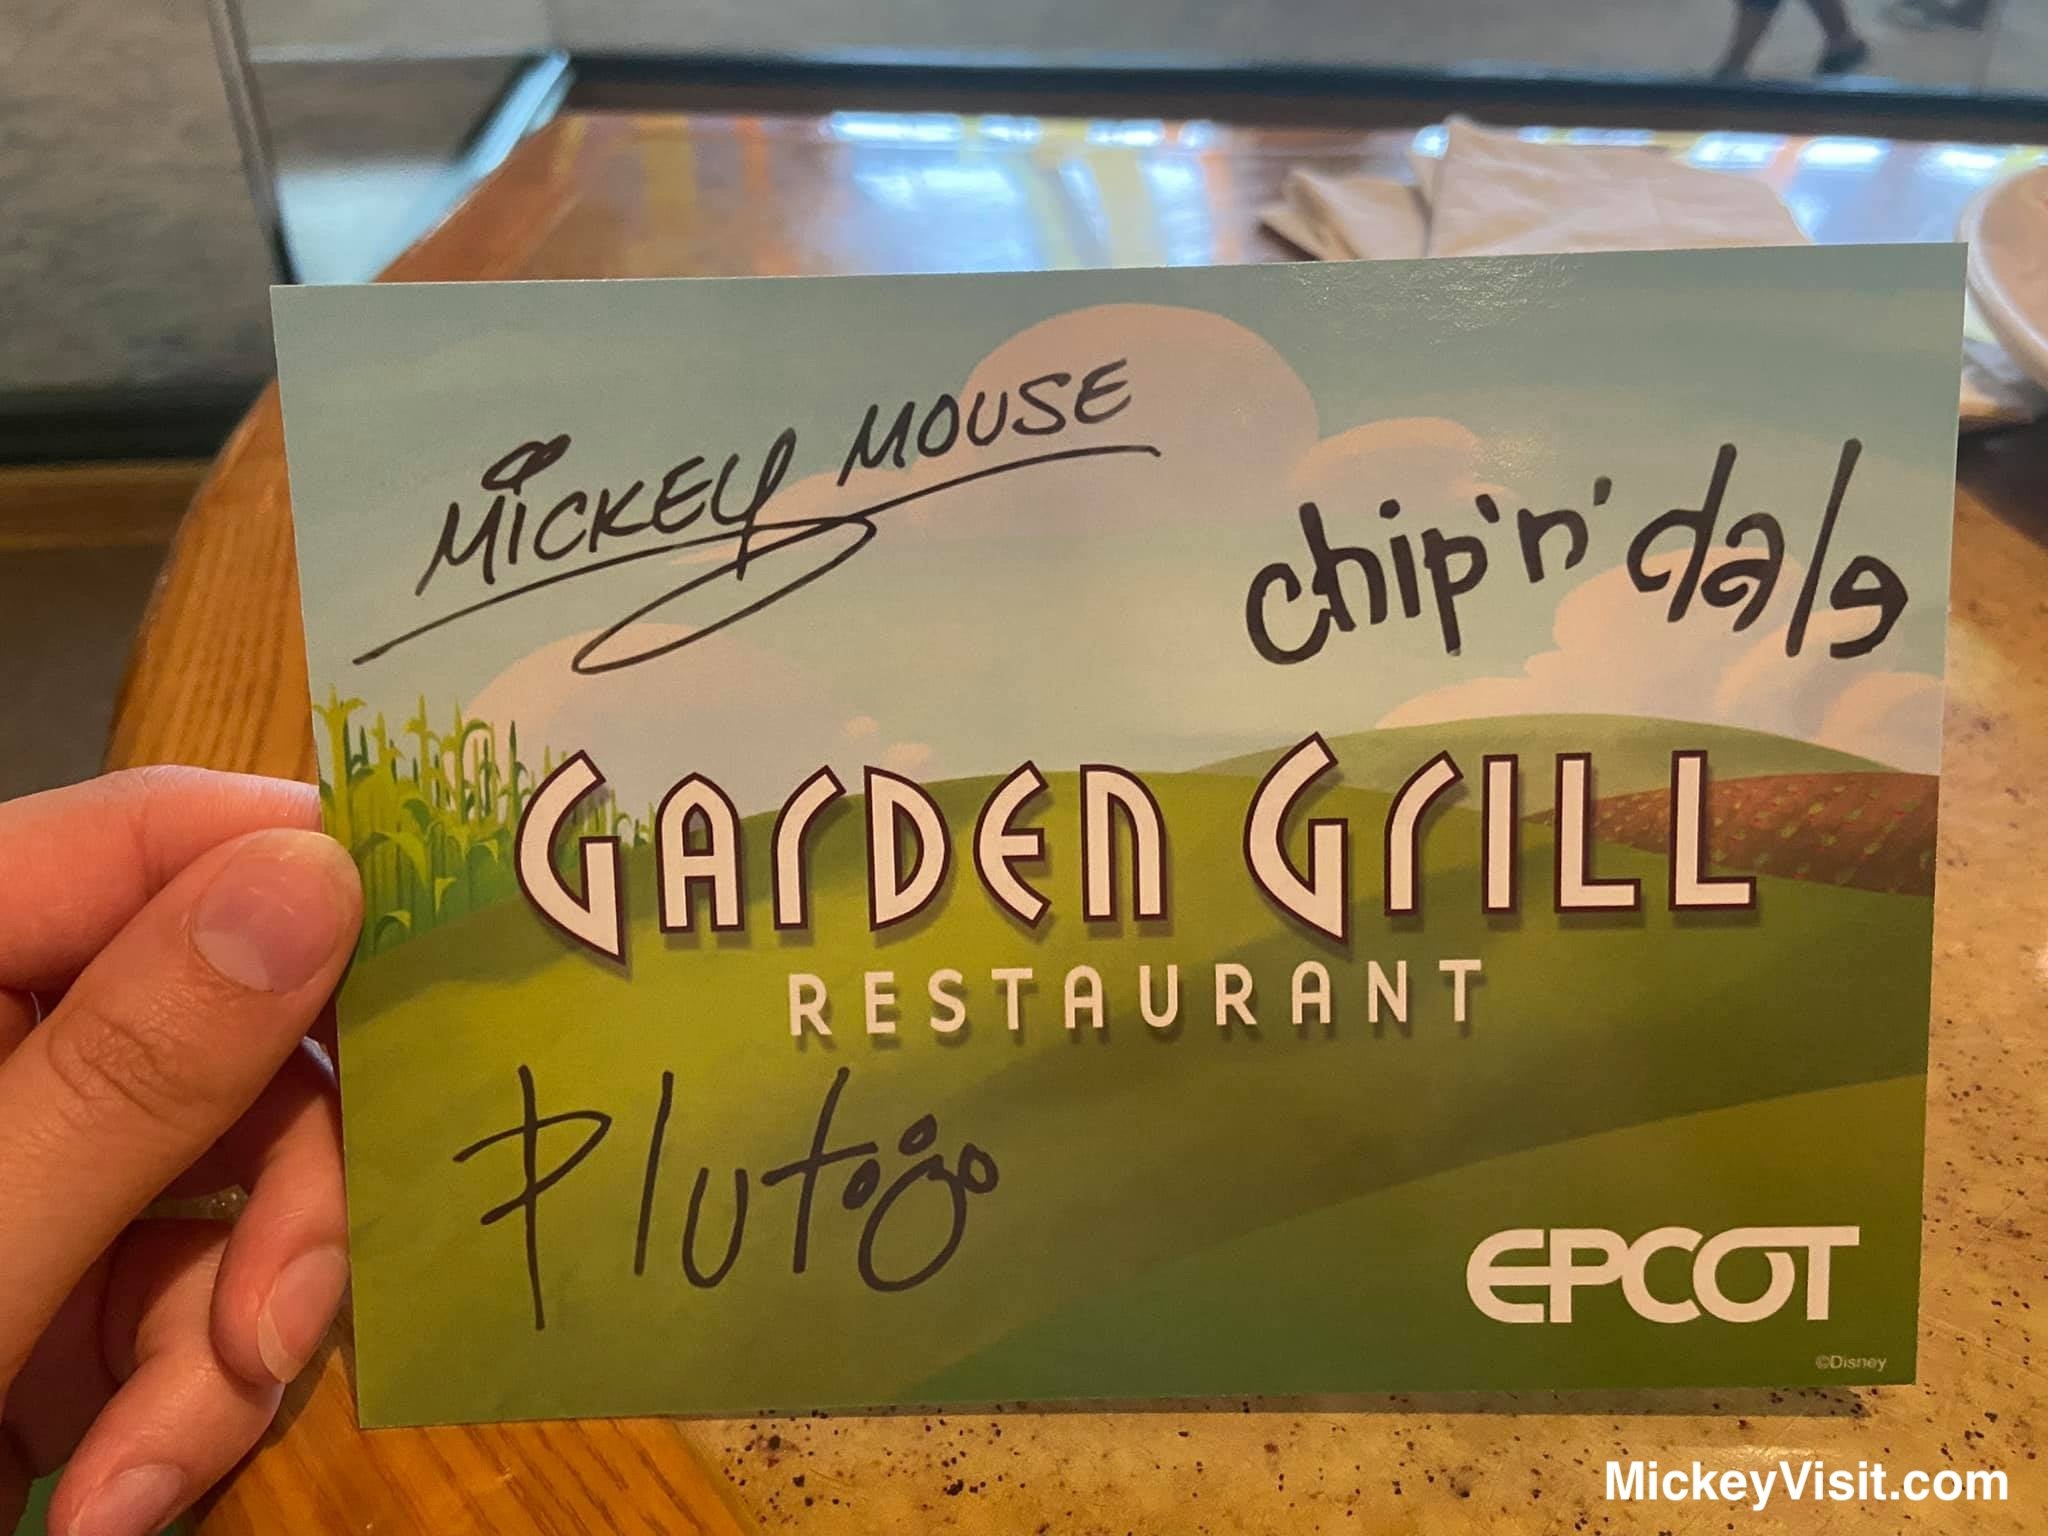 MICKEY MOUSE
chip 'n' dale
GARDEN GRILL
RESTAURANT
Pluto
EPCOT
©Disney
MickeyVisit.com